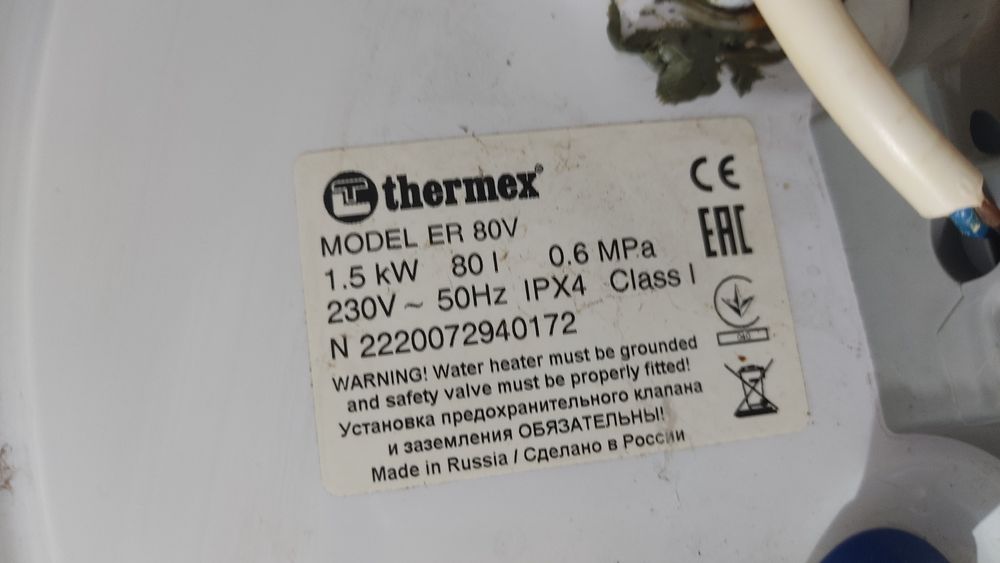 thermex®
MODEL ER 80V
1.5 kW 80 l 0.6 MPa
230V ~ 50Hz IPX4 Class I
N 2220072940172
WARNING! Water heater must be grounded
and safety valve must be properly fitted!
Установка предохранительного клапана
и заземления ОБЯЗАТЕЛЬНЫ!
Made in Russia / Сделано в России
CE
EAC